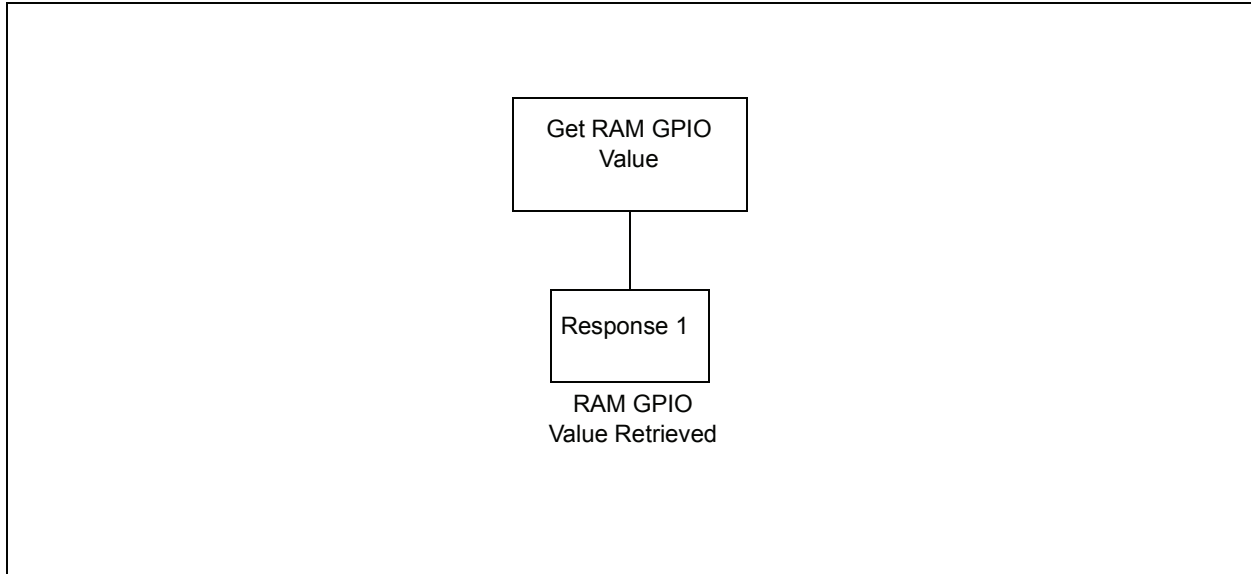 Get RAM GPIO
Value
Response 1
RAM GPIO
Value Retrieved